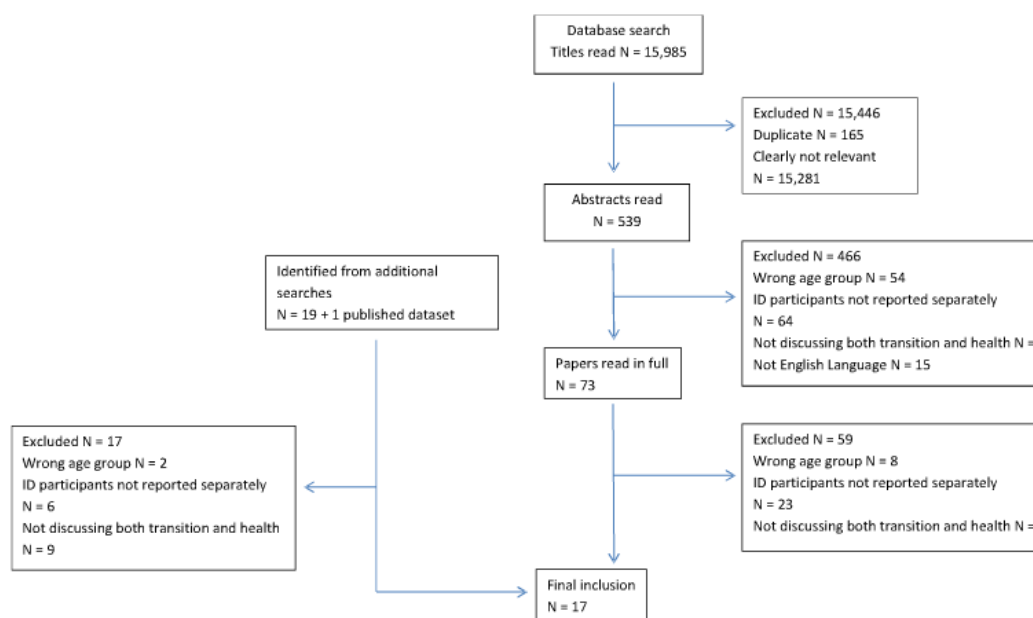 Database search
Titles read N = 15,985
Excluded N = 15,446
Duplicate N = 165
Clearly not relevant
N = 15,281
Abstracts read
N = 539
Identified from additional
searches
N = 19 + 1 published dataset
Excluded N = 466
Wrong age group N = 54
ID participants not reported separately
N = 64
Not discussing both transition and health N =
Not English Language N = 15
Papers read in full
N = 73
Excluded N = 17
Wrong age group N = 2
ID participants not reported separately
N = 6
Not discussing both transition and health
N = 9
Excluded N = 59
Wrong age group N = 8
ID participants not reported separately
N = 23
Not discussing both transition and health N =
Final inclusion
N = 17